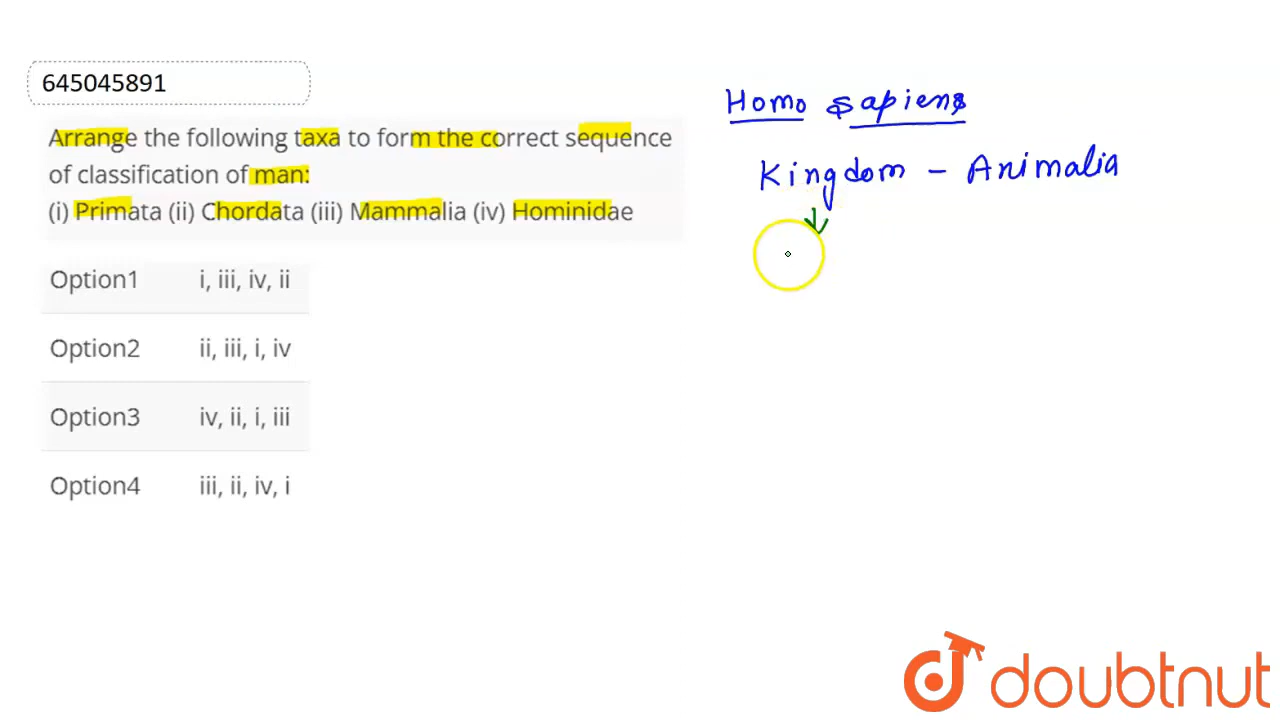 645045891
Arrange the following taxa to form the correct sequence
of classification of man:
(i) Primata (ii) Chordata (iii) Mammalia (iv) Hominidae
Option1 i, iii, iv, ii
Option2 ii, iii, i, iv
Option3 iv, ii, i, iii
Option4 iii, ii, iv, i
Homo sapiens
Kingdom - Animalia
↓
doubtnut